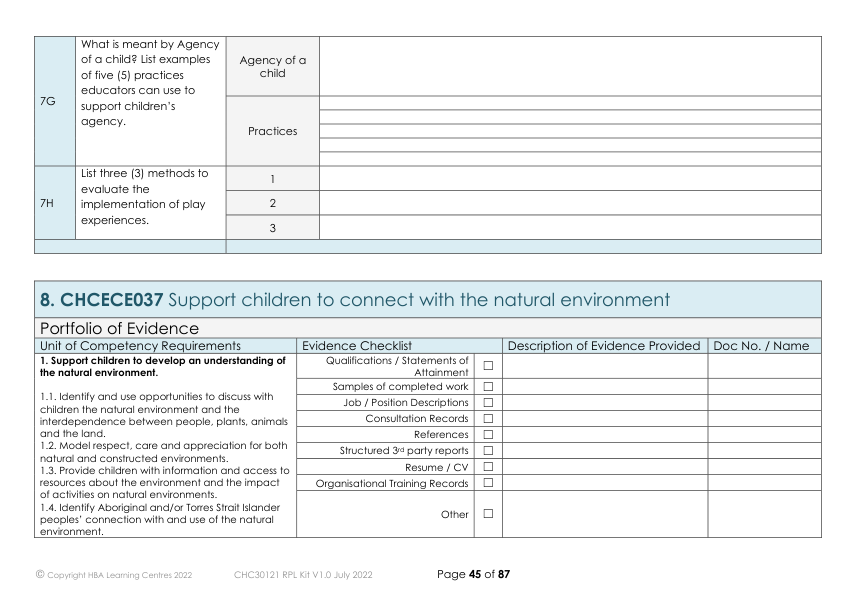 7G
What is meant by Agency
of a child? List examples
of five (5) practices
educators can use to
support children's
agency.
Agency of a
child
Practices
7H
List three (3) methods to
evaluate the
implementation of play
experiences.
1
2
3
8. CHCECE037 Support children to connect with the natural environment
Portfolio of Evidence
Unit of Competency Requirements
Evidence Checklist
Description of Evidence Provided
Doc No. / Name
1. Support children to develop an understanding of
the natural environment.
1.1. Identify and use opportunities to discuss with
children the natural environment and the
interdependence between people, plants, animals
and the land.
1.2. Model respect, care and appreciation for both
natural and constructed environments.
1.3. Provide children with information and access to
resources about the environment and the impact
of activities on natural environments.
1.4. Identify Aboriginal and/or Torres Strait Islander
peoples' connection with and use of the natural
environment.
Qualifications / Statements of
Attainment
☐
Samples of completed work ☐
Job / Position Descriptions ☐
Consultation Records ☐
References ☐
Structured 3rd party reports ☐
Resume / CV ☐
Organisational Training Records ☐
Other ☐
© Copyright HBA Learning Centres 2022
CHC30121 RPL Kit V1.0 July 2022
Page 45 of 87